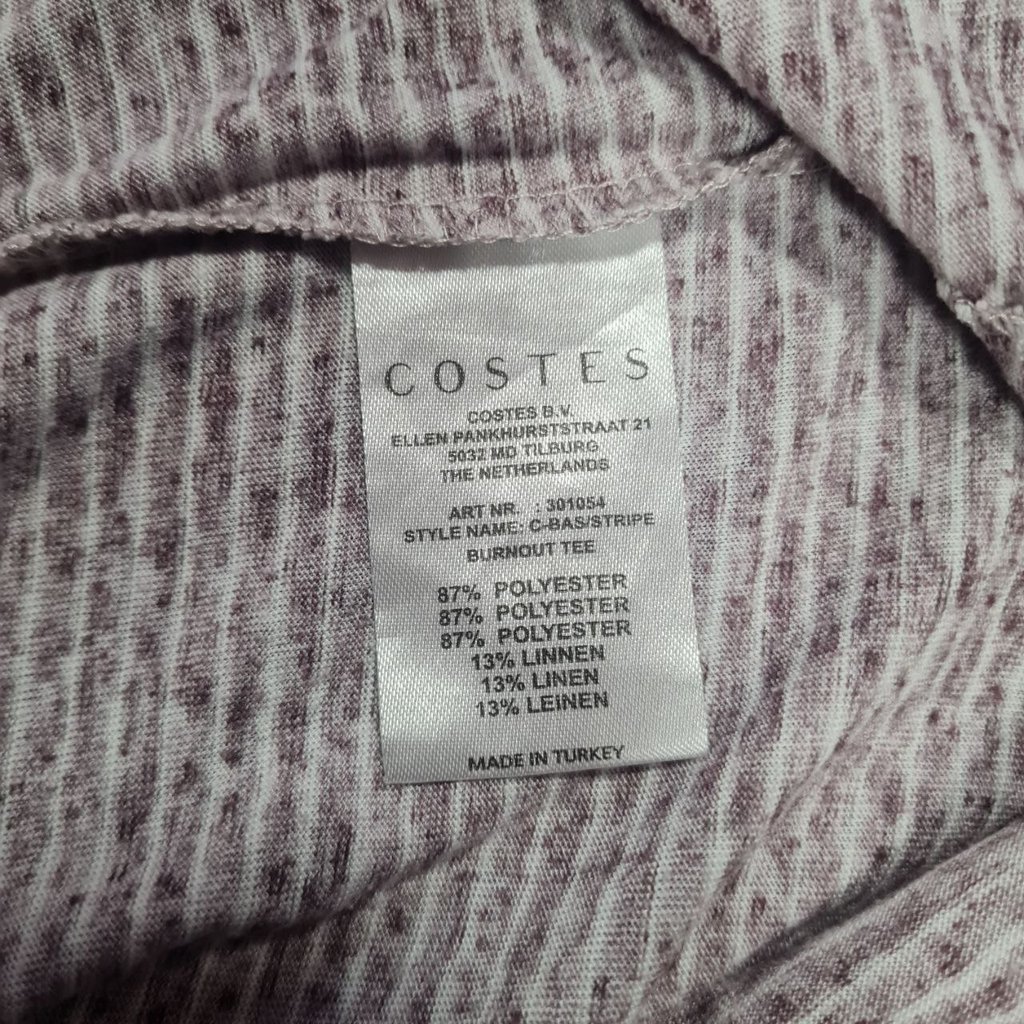 COSTES
COSTES B.V.
ELLEN PANKHURSTSTRAAT 21
5032 MD TILBURG
THE NETHERLANDS
ART NR. : 301054
STYLE NAME: C-BAS/STRIPE
BURNOUT TEE
87% POLYESTER
87% POLYESTER
87% POLYESTER
13% LINNEN
13% LINEN
13% LEINEN
MADE IN TURKEY